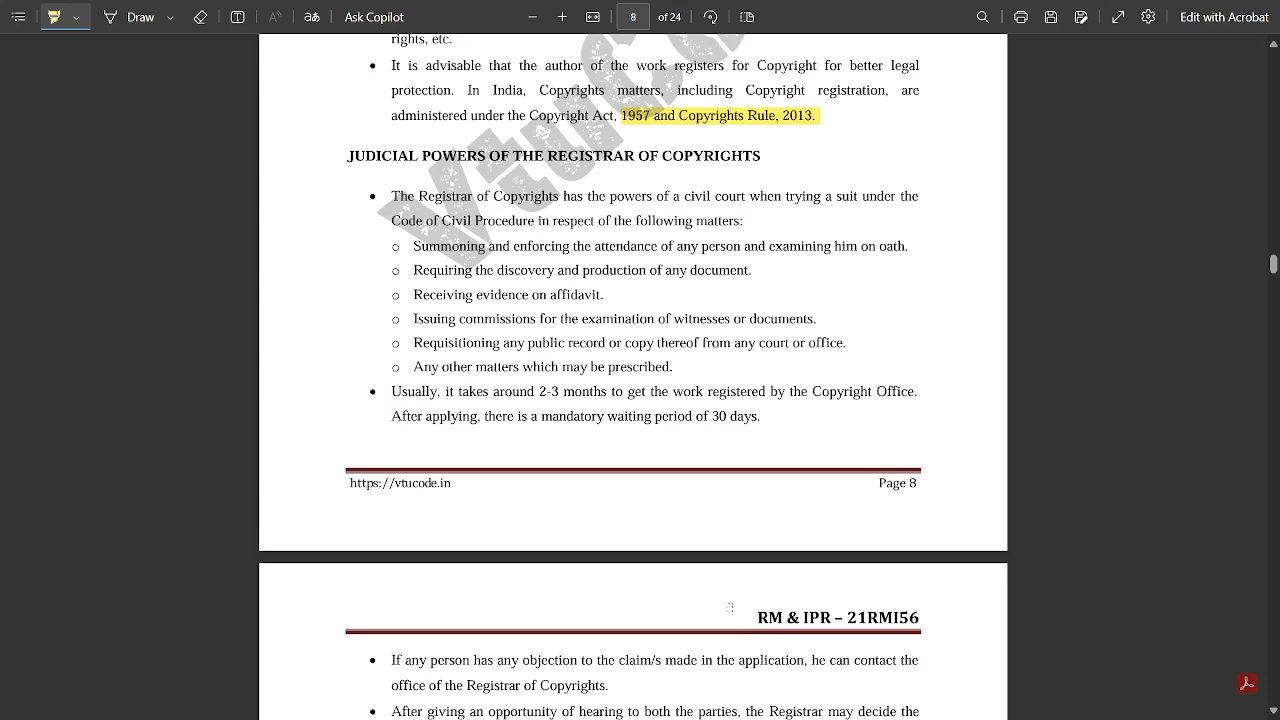 Draw
Ask Copilot
8
of 24
Edit with Acrobat
rights, etc.
• It is advisable that the author of the work registers for Copyright for better legal
protection. In India, Copyrights matters, including Copyright registration, are
administered under the Copyright Act, 1957 and Copyrights Rule, 2013.
JUDICIAL POWERS OF THE REGISTRAR OF COPYRIGHTS
• The Registrar of Copyrights has the powers of a civil court when trying a suit under the
Code of Civil Procedure in respect of the following matters:
o Summoning and enforcing the attendance of any person and examining him on oath.
o Requiring the discovery and production of any document.
o Receiving evidence on affidavit.
o Issuing commissions for the examination of witnesses or documents.
o Requisitioning any public record or copy thereof from any court or office.
o Any other matters which may be prescribed.
• Usually, it takes around 2-3 months to get the work registered by the Copyright Office.
After applying, there is a mandatory waiting period of 30 days.
https://vtucode.in
Page 8
RM & IPR – 21RMI56
• If any person has any objection to the claim/s made in the application, he can contact the
office of the Registrar of Copyrights.
• After giving an opportunity of hearing to both the parties, the Registrar may decide the